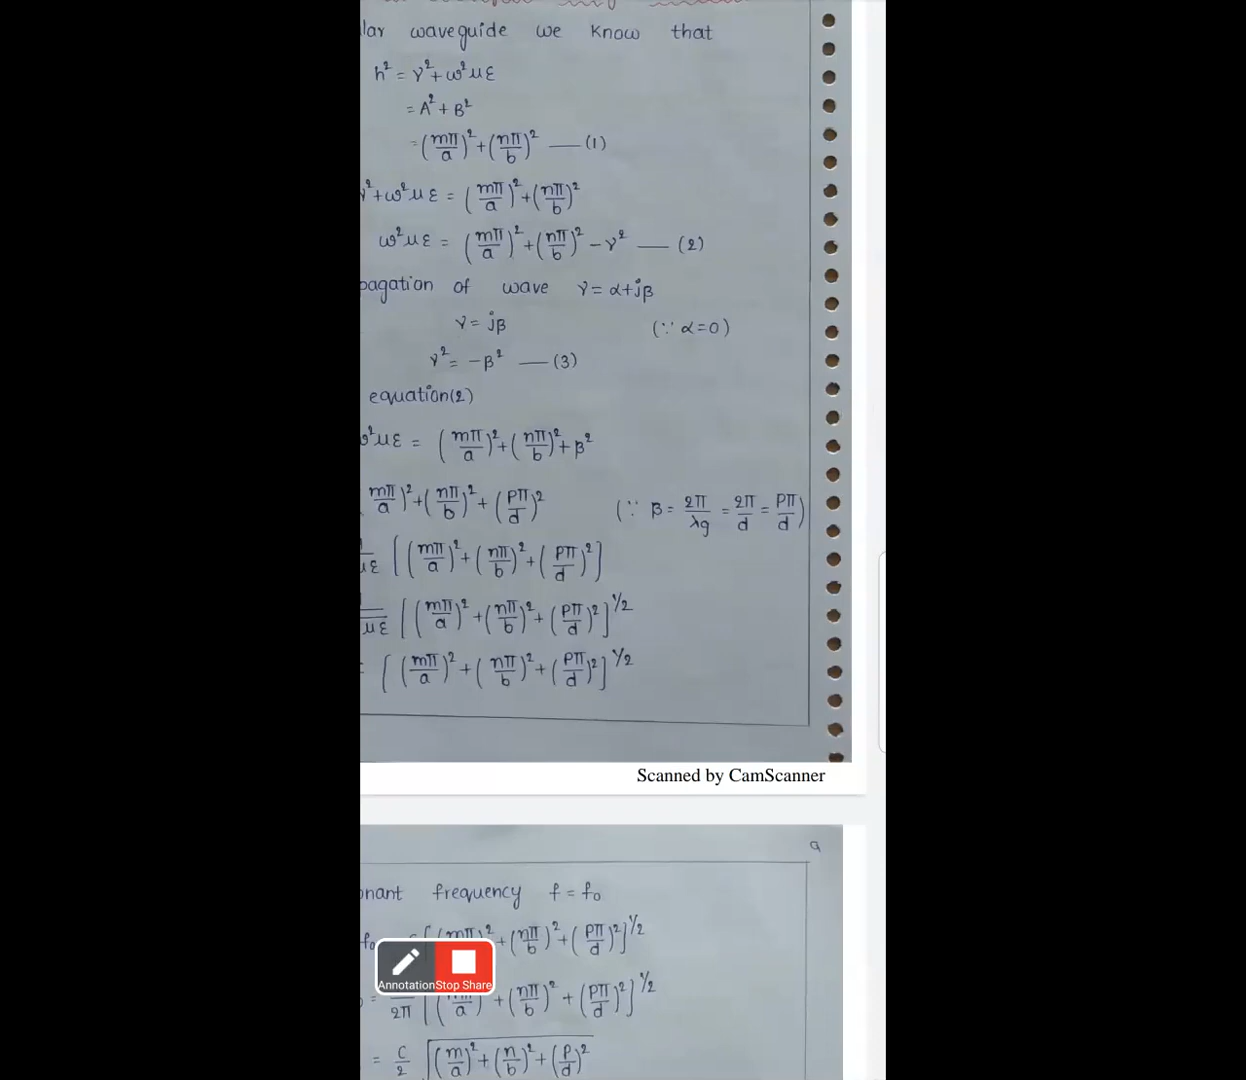 waveguide we know that
h² = γ² + ω²με
= A² + B²
= (mπ/a)² + (nπ/b)² —— (1)
γ² + ω²με = (mπ/a)² + (nπ/b)²
ω²με = (mπ/a)² + (nπ/b)² - γ² —— (2)
of wave γ = α + jβ
γ = jβ (∵ α = 0)
γ² = -β² —— (3)
equation(2)
ω²με = (mπ/a)² + (nπ/b)² + β²
(mπ/a)² + (nπ/b)² + (Pπ/d)² (∵ β = 2π/λg = 2π/d = Pπ/d)
με [(mπ/a)² + (nπ/b)² + (Pπ/d)²]
με [(mπ/a)² + (nπ/b)² + (Pπ/d)²]^1/2
= [(mπ/a)² + (nπ/b)² + (Pπ/d)²]^1/2
Scanned by CamScanner
9
frequency f = f₀
f₀ (mπ)² + (nπ/b)² + (Pπ/d)²]^1/2
Annotation Stop Share
= 2π [(a) + (nπ/b)² + (Pπ/d)²]^1/2
= C/2 √(m/a)² + (n/b)² + (P/d)²